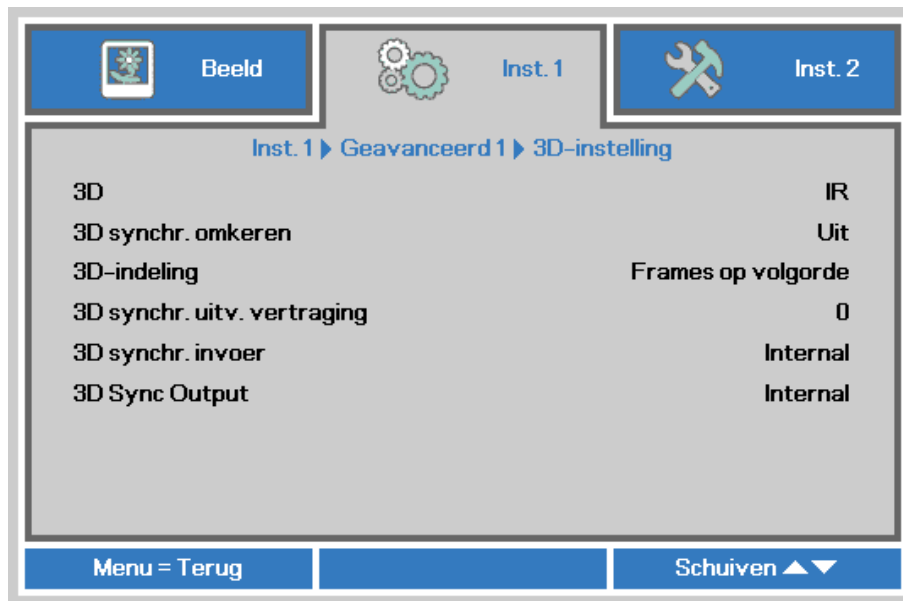 Beeld
Inst. 1
Inst. 2
Inst. 1 ▶ Geavanceerd 1 ▶ 3D-instelling
3D IR
3D synchr. omkeren Uit
3D-indeling Frames op volgorde
3D synchr. uitv. vertraging 0
3D synchr. invoer Internal
3D Sync Output Internal
Menu = Terug
Schuiven ▲▼